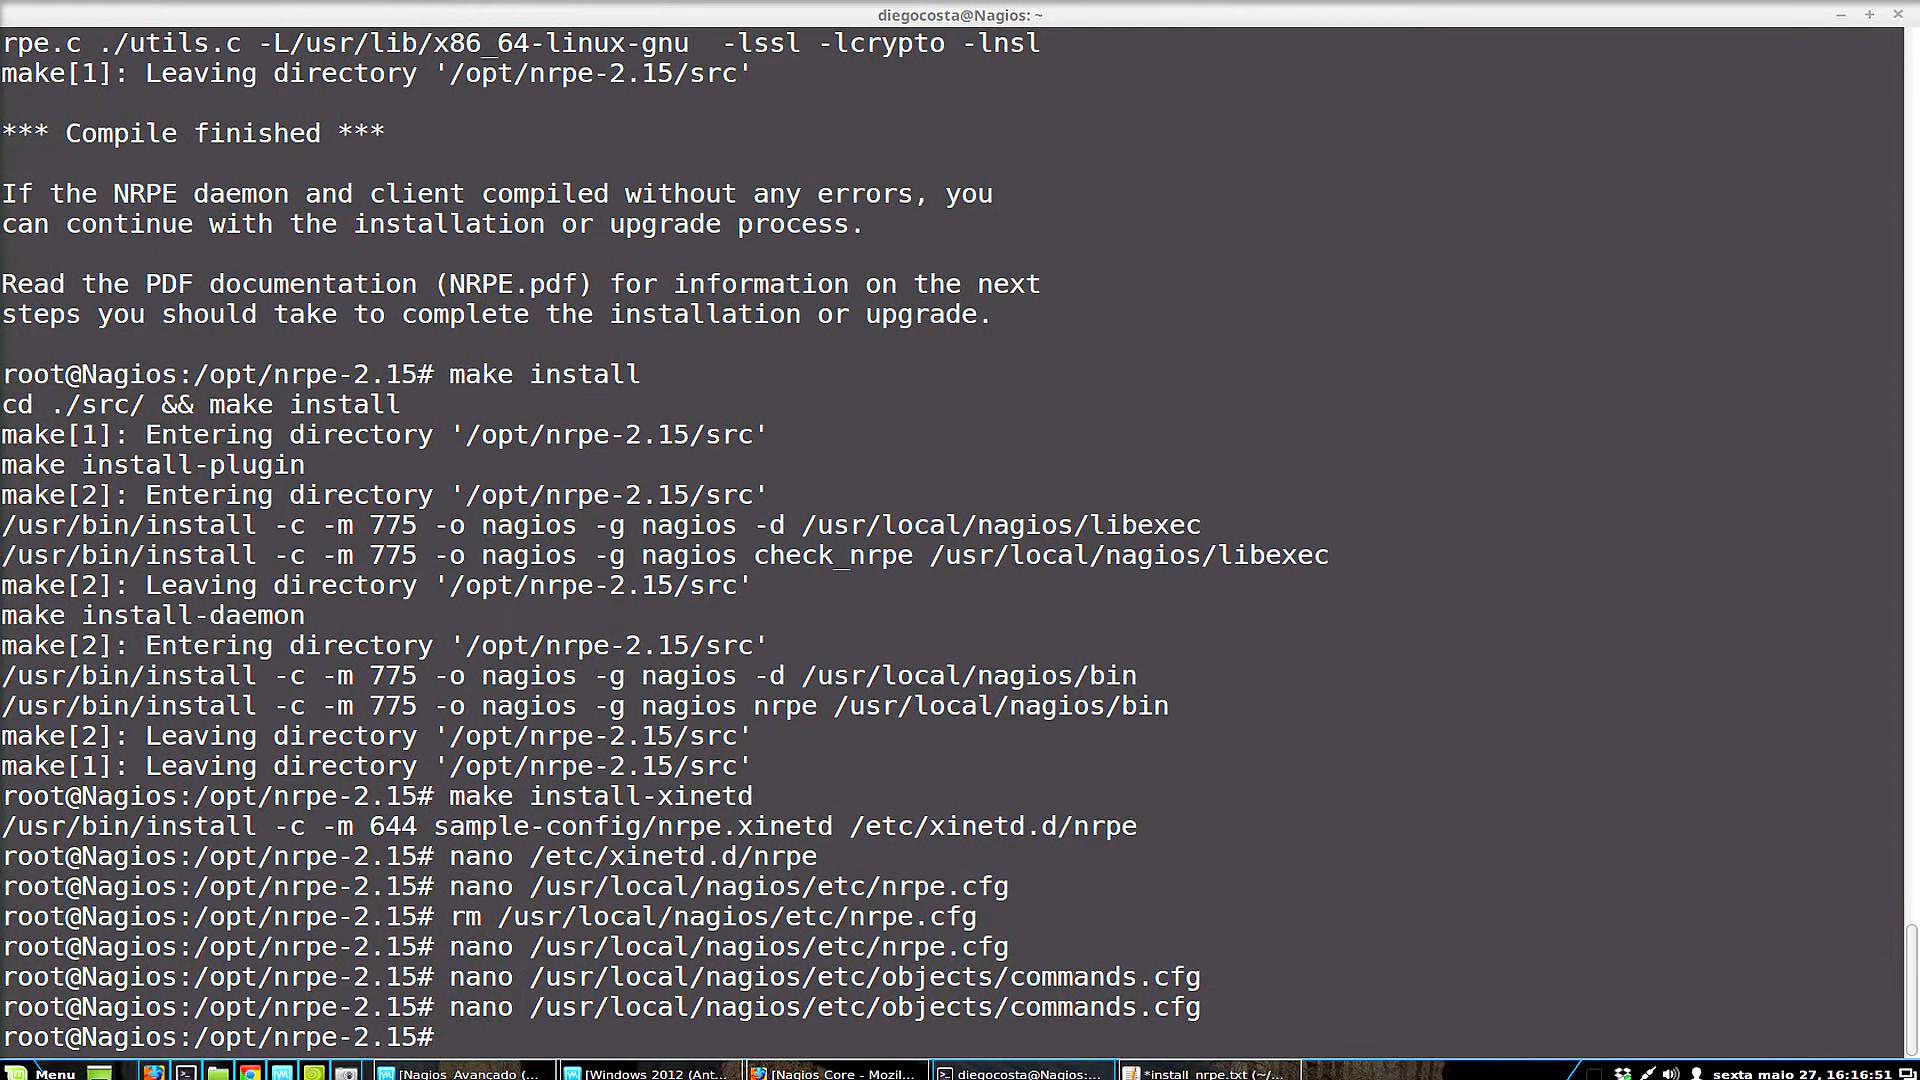 diegocosta@Nagios: ~
rpe.c ./utils.c -L/usr/lib/x86_64-linux-gnu  -lssl -lcrypto -lnsl
make[1]: Leaving directory '/opt/nrpe-2.15/src'
*** Compile finished ***
If the NRPE daemon and client compiled without any errors, you
can continue with the installation or upgrade process.
Read the PDF documentation (NRPE.pdf) for information on the next
steps you should take to complete the installation or upgrade.
root@Nagios:/opt/nrpe-2.15# make install
cd ./src/ && make install
make[1]: Entering directory '/opt/nrpe-2.15/src'
make install-plugin
make[2]: Entering directory '/opt/nrpe-2.15/src'
/usr/bin/install -c -m 775 -o nagios -g nagios -d /usr/local/nagios/libexec
/usr/bin/install -c -m 775 -o nagios -g nagios check_nrpe /usr/local/nagios/libexec
make[2]: Leaving directory '/opt/nrpe-2.15/src'
make install-daemon
make[2]: Entering directory '/opt/nrpe-2.15/src'
/usr/bin/install -c -m 775 -o nagios -g nagios -d /usr/local/nagios/bin
/usr/bin/install -c -m 775 -o nagios -g nagios nrpe /usr/local/nagios/bin
make[2]: Leaving directory '/opt/nrpe-2.15/src'
make[1]: Leaving directory '/opt/nrpe-2.15/src'
root@Nagios:/opt/nrpe-2.15# make install-xinetd
/usr/bin/install -c -m 644 sample-config/nrpe.xinetd /etc/xinetd.d/nrpe
root@Nagios:/opt/nrpe-2.15# nano /etc/xinetd.d/nrpe
root@Nagios:/opt/nrpe-2.15# nano /usr/local/nagios/etc/nrpe.cfg
root@Nagios:/opt/nrpe-2.15# rm /usr/local/nagios/etc/nrpe.cfg
root@Nagios:/opt/nrpe-2.15# nano /usr/local/nagios/etc/nrpe.cfg
root@Nagios:/opt/nrpe-2.15# nano /usr/local/nagios/etc/objects/commands.cfg
root@Nagios:/opt/nrpe-2.15# nano /usr/local/nagios/etc/objects/commands.cfg
root@Nagios:/opt/nrpe-2.15#
Menu [Nagios Avançado (... [Windows 2012 (Ant... [Nagios Core - Mozil... diegocosta@Nagios:... *install_nrpe.txt (~/... sexta maio 27, 16:16:51